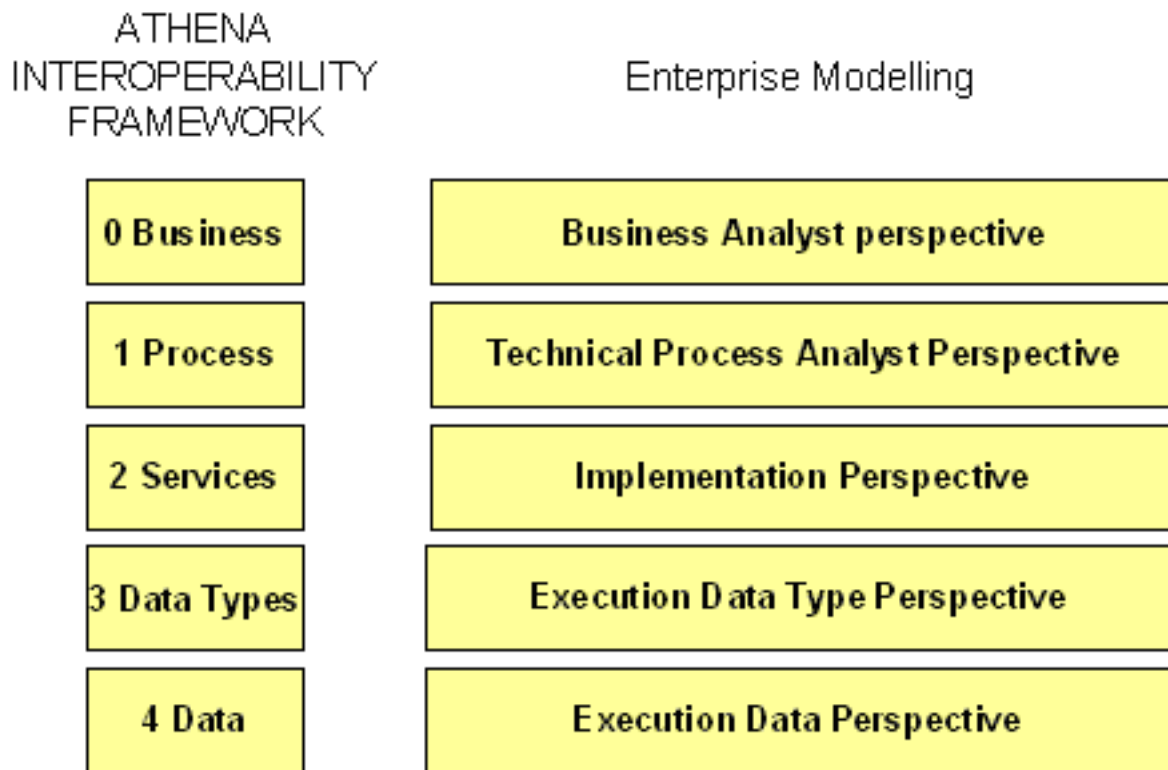 ATHENA
INTEROPERABILITY
FRAMEWORK
Enterprise Modelling
0 Business
Business Analyst perspective
1 Process
Technical Process Analyst Perspective
2 Services
Implementation Perspective
3 Data Types
Execution Data Type Perspective
4 Data
Execution Data Perspective